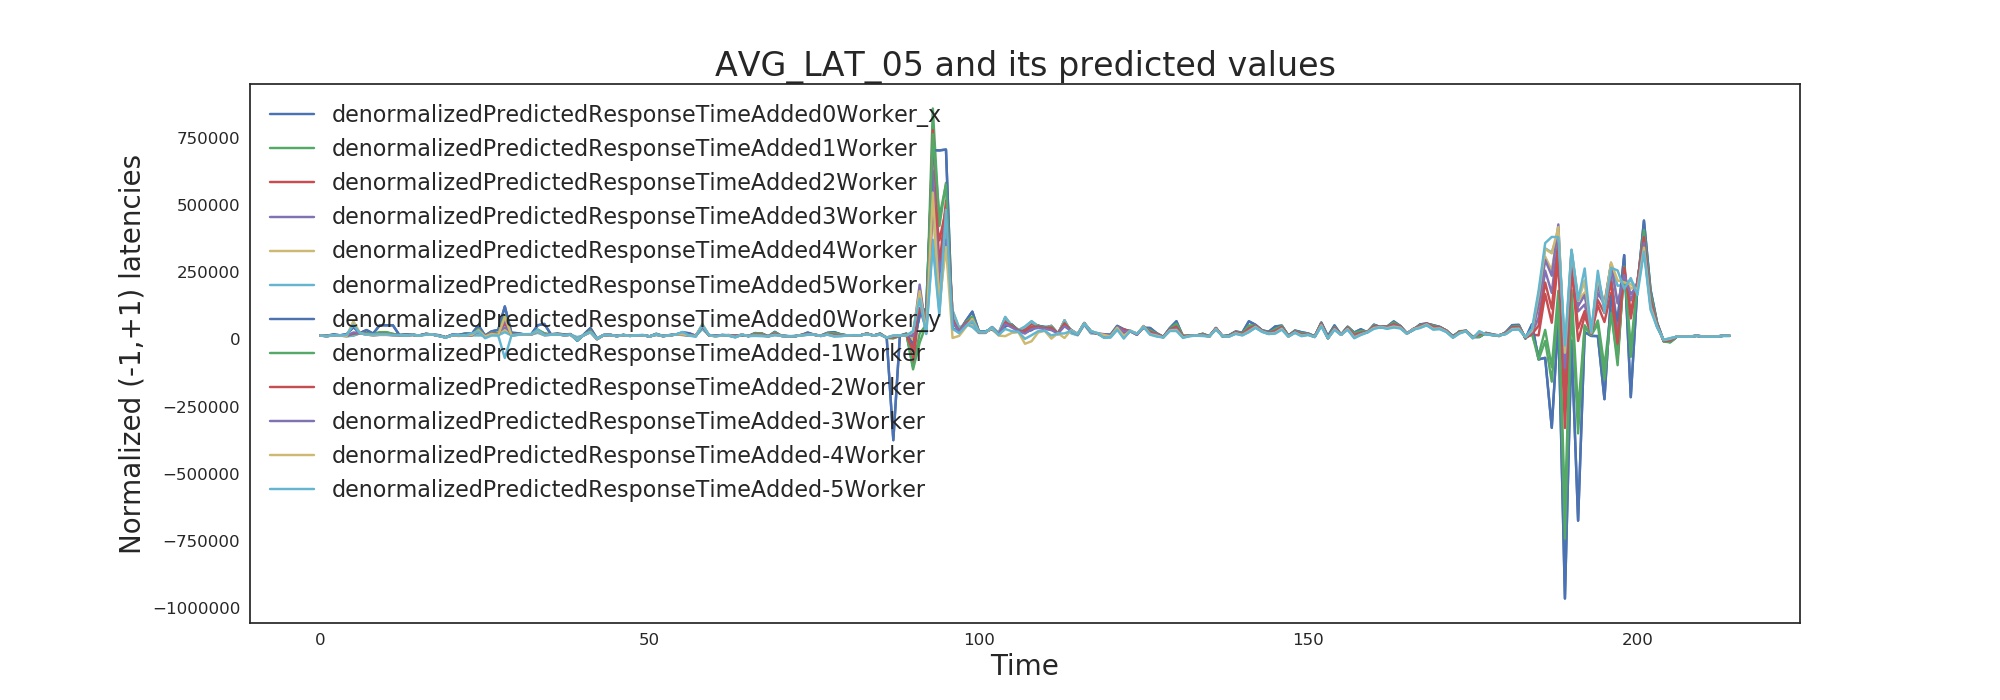 AVG_LAT_05 and its predicted values
denormalizedPredictedResponseTimeAdded0Worker_x
denormalizedPredictedResponseTimeAdded1Worker
denormalizedPredictedResponseTimeAdded2Worker
denormalizedPredictedResponseTimeAdded3Worker
denormalizedPredictedResponseTimeAdded4Worker
denormalizedPredictedResponseTimeAdded5Worker
denormalizedPredictedResponseTimeAdded0Worker_y
denormalizedPredictedResponseTimeAdded-1Worker
denormalizedPredictedResponseTimeAdded-2Worker
denormalizedPredictedResponseTimeAdded-3Worker
denormalizedPredictedResponseTimeAdded-4Worker
denormalizedPredictedResponseTimeAdded-5Worker
Normalized (-1,+1) latencies
750000
500000
250000
0
−250000
−500000
−750000
−1000000
0 50 100 150 200
Time